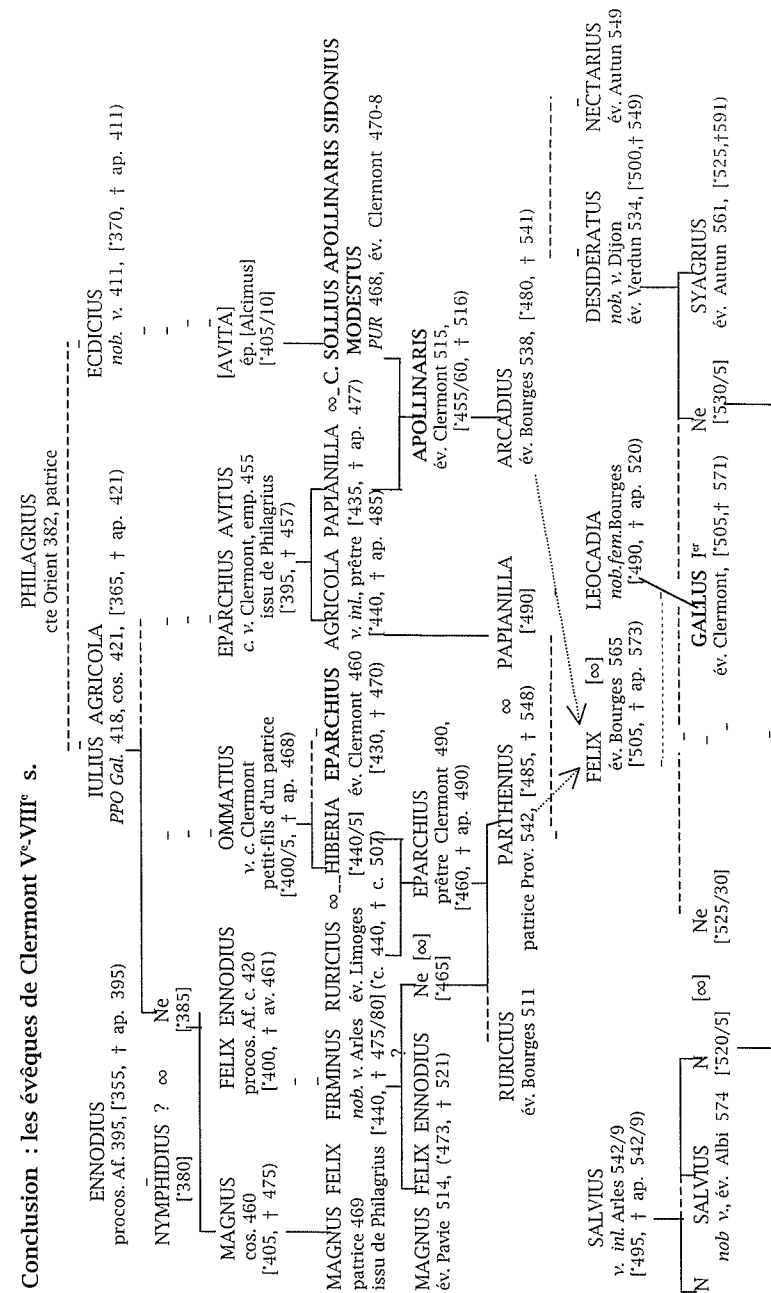 Conclusion : les évêques de Clermont Vᵉ-VIIIᵉ s.
PHILAGRIUS
cte Orient 382, patrice
ENNODIUS
procos. Af. 395, [*355, † ap. 395)
IULIUS AGRICOLA
PPO Gal. 418, cos. 421, [*365, † ap. 421)
ECDICIUS
nob. v. 411, [*370, † ap. 411)
NYMPHIDIUS ? ∞ Ne
[*380] [*385]
MAGNUS
cos. 460
[*405, † 475)
FELIX ENNODIUS
procos. Af. c. 420
[*400, † av. 461)
OMMATIUS
v. c. Clermont
petit-fils d'un patrice
[*400/5, † ap. 468)
EPARCHIUS AVITUS
c. v. Clermont, emp. 455
issu de Philagrius
[*395, † 457)
[AVITA]
ép. [Alcimus]
[*405/10]
MAGNUS FELIX
patrice 469
issu de Philagrius
FIRMINUS
nob. v. Arles
[*440, † 475/80]
RURICIUS ∞ HIBERIA
év. Limoges [*440/5]
(*c. 440, † c. 507)
EPARCHIUS
év. Clermont 460
[*430, † 470)
AGRICOLA
v. inl., prêtre
[*440, † ap. 485)
PAPIANILLA ∞ C. SOLLIUS APOLLINARIS SIDONIUS
[*435, † ap. 477)
MODESTUS
PUR 468, év. Clermont 470-8
MAGNUS FELIX ENNODIUS
év. Pavie 514, (*473, † 521)
?
Ne [∞]
[*465]
EPARCHIUS
prêtre Clermont 490,
[*460, † ap. 490)
APOLLINARIS
év. Clermont 515,
[*455/60, † 516)
RURICIUS
év. Bourges 511
PARTHENIUS ∞ PAPIANILLA
patrice Prov. 542, [*485, † 548) [*490]
ARCADIUS
év. Bourges 538, [*480, † 541)
SALVIUS
v. inl. Arles 542/9
[*495, † ap. 542/9)
FELIX [∞] LEOCADIA
év. Bourges 565
[*505, † ap. 573)
nob. fem. Bourges
[*490, † ap. 520)
DESIDERATUS
nob. v. Dijon
év. Verdun 534, [*500, † 549)
NECTARIUS
év. Autun 549
N SALVIUS N [∞] Ne
nob v., év. Albi 574 [*520/5] [*525/30]
GALLUS Iᵉʳ
év. Clermont, [*505, † 571)
Ne
[*530/5]
SYAGRIUS
év. Autun 561, [*525, †591)